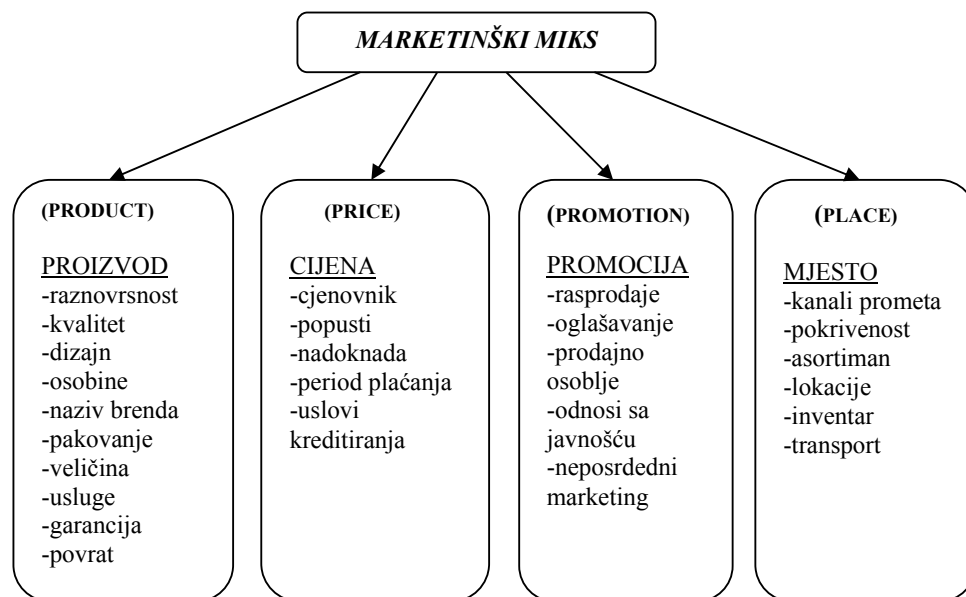 MARKETINŠKI MIKS
(PRODUCT)
PROIZVOD
-raznovrsnost
-kvalitet
-dizajn
-osobine
-naziv brenda
-pakovanje
-veličina
-usluge
-garancija
-povrat
(PRICE)
CIJENA
-cjenovnik
-popusti
-nadoknada
-period plaćanja
-uslovi
kreditiranja
(PROMOTION)
PROMOCIJA
-rasprodaje
-oglašavanje
-prodajno
osoblje
-odnosi sa
javnošću
-neposrdedni
marketing
(PLACE)
MJESTO
-kanali prometa
-pokrivenost
-asortiman
-lokacije
-inventar
-transport